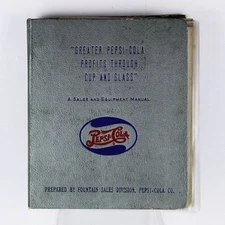 "GREATER PEPSI-COLA
PROFITS THROUGH
CUP AND GLASS"
A SALES AND EQUIPMENT MANUAL
PEPSI-COLA
PREPARED BY FOUNTAIN SALES DIVISION, PEPSI-COLA CO.